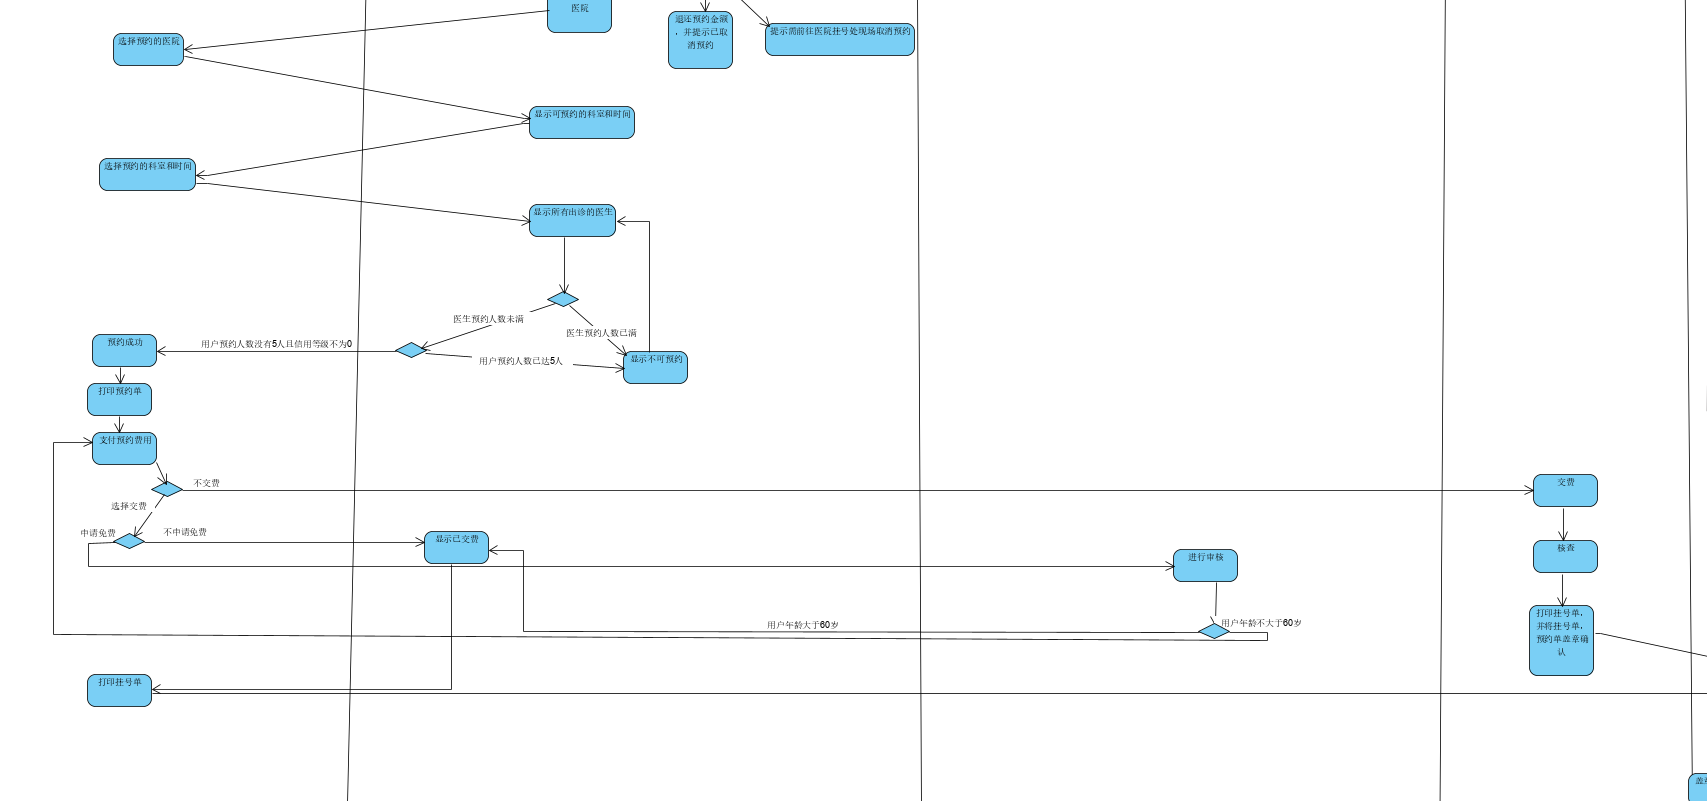 医院
退还预约金额
，并提示已取
消预约
提示需前往医院挂号处现场取消预约
选择预约的医院
显示可预约的科室和时间
选择预约的科室和时间
显示所有出诊的医生
医生预约人数未满
医生预约人数已满
预约成功
用户预约人数没有5人且信用等级不为0
用户预约人数已达5人
显示不可预约
打印预约单
支付预约费用
不交费
交费
选择交费
申请免费
不申请免费
显示已交费
进行审核
核查
用户年龄大于60岁
用户年龄不大于60岁
打印挂号单，
并将挂号单，
预约单盖章确
认
打印挂号单